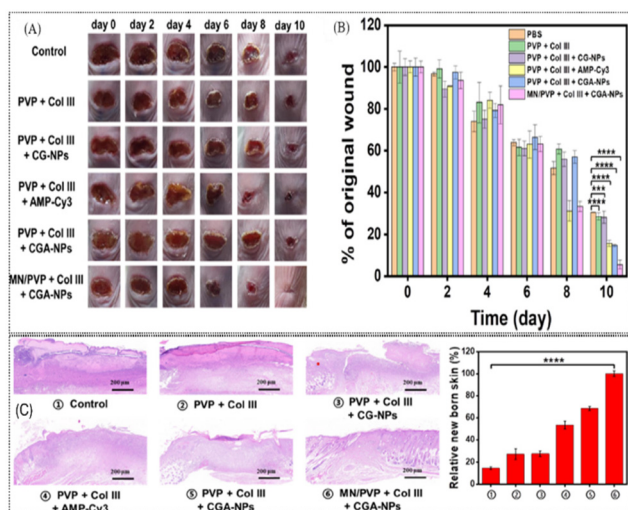 (A)
day 0 day 2 day 4 day 6 day 8 day 10
Control
PVP + Col III
PVP + Col III
+ CG-NPs
PVP + Col III
+ AMP-Cy3
PVP + Col III
+ CGA-NPs
MN/PVP + Col III
+ CGA-NPs
(B)
% of original wound
120
100
80
60
40
20
0
PBS
PVP + Col III
PVP + Col III + CG-NPs
PVP + Col III + AMP-Cy3
PVP + Col III + CGA-NPs
MN/PVP + Col III + CGA-NPs
****
****
****
***
****
0 2 4 6 8 10
Time (day)
(C)
200 μm
200 μm
200 μm
① Control
② PVP + Col III
③ PVP + Col III
+ CG-NPs
200 μm
200 μm
200 μm
④ PVP + Col III
+ AMP-Cy3
⑤ PVP + Col III
+ CGA-NPs
⑥ MN/PVP + Col III
+ CGA-NPs
Relative new born skin (%)
120
100
80
60
40
20
0
****
① ② ③ ④ ⑤ ⑥